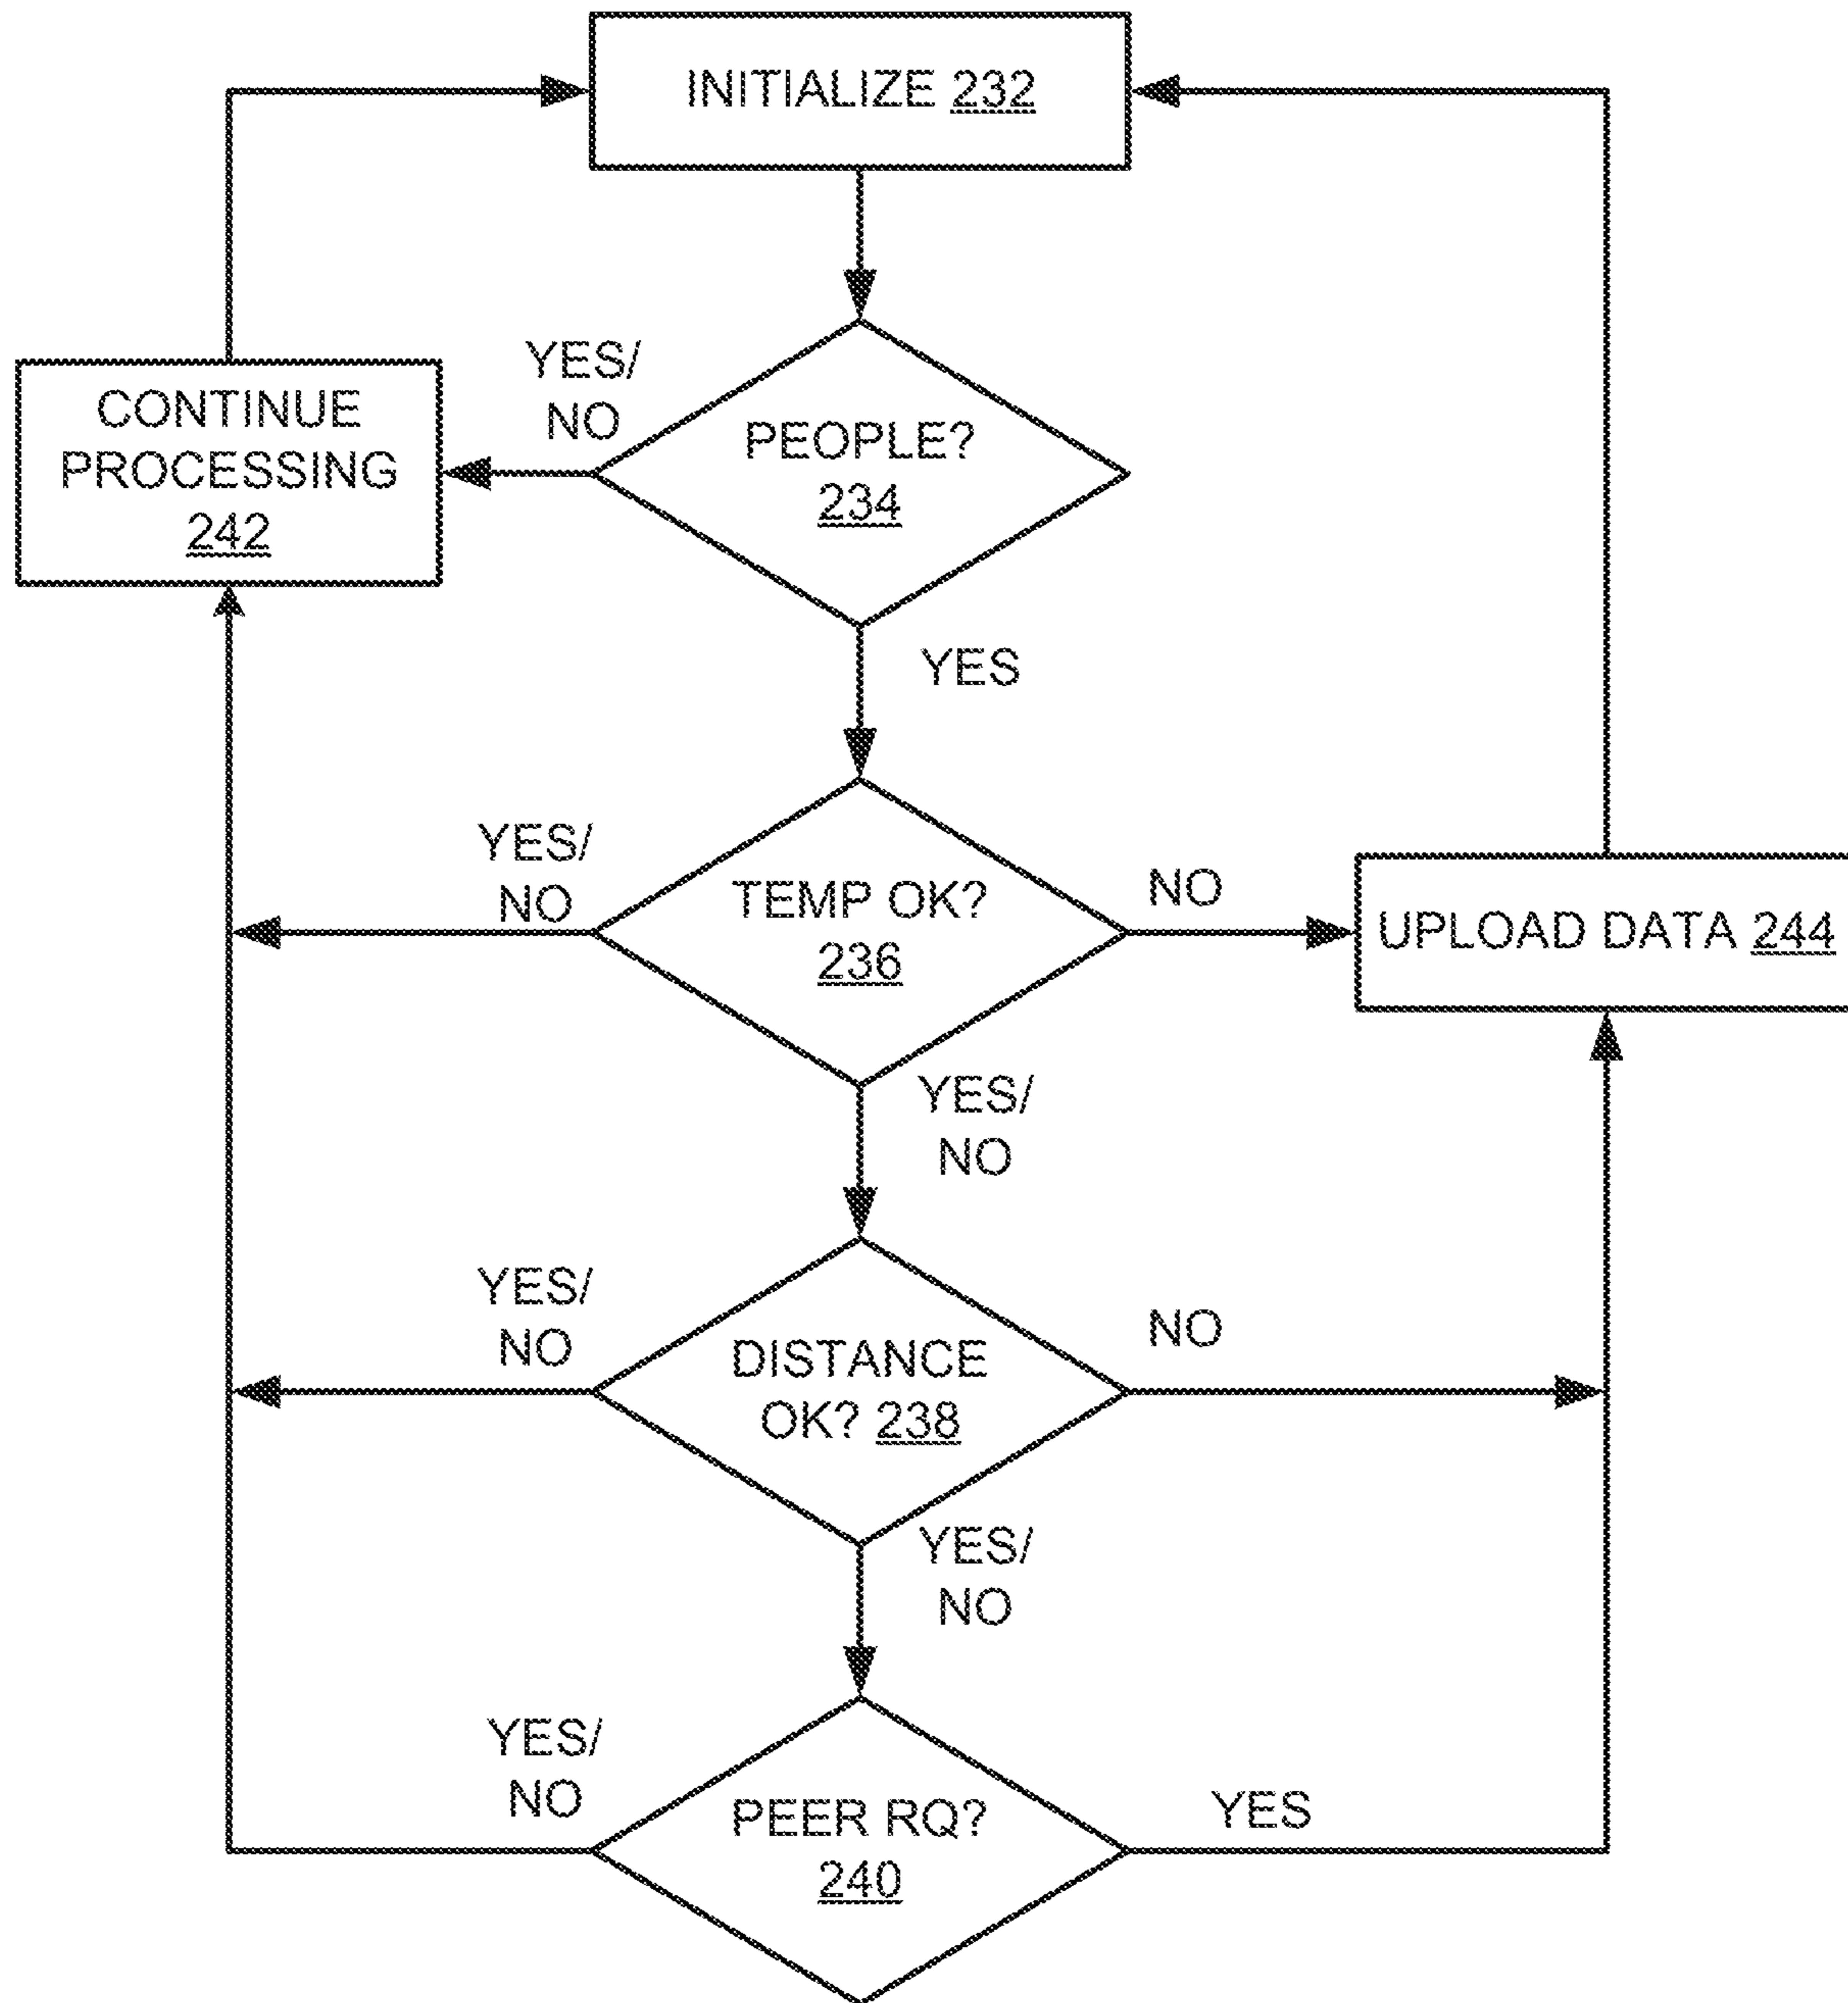 INITIALIZE 232
YES/
NO
PEOPLE?
234
CONTINUE
PROCESSING
242
YES
YES/
NO
TEMP OK?
236
NO
UPLOAD DATA 244
YES/
NO
YES/
NO
DISTANCE
OK? 238
NO
YES/
NO
YES/
NO
PEER RQ?
240
YES